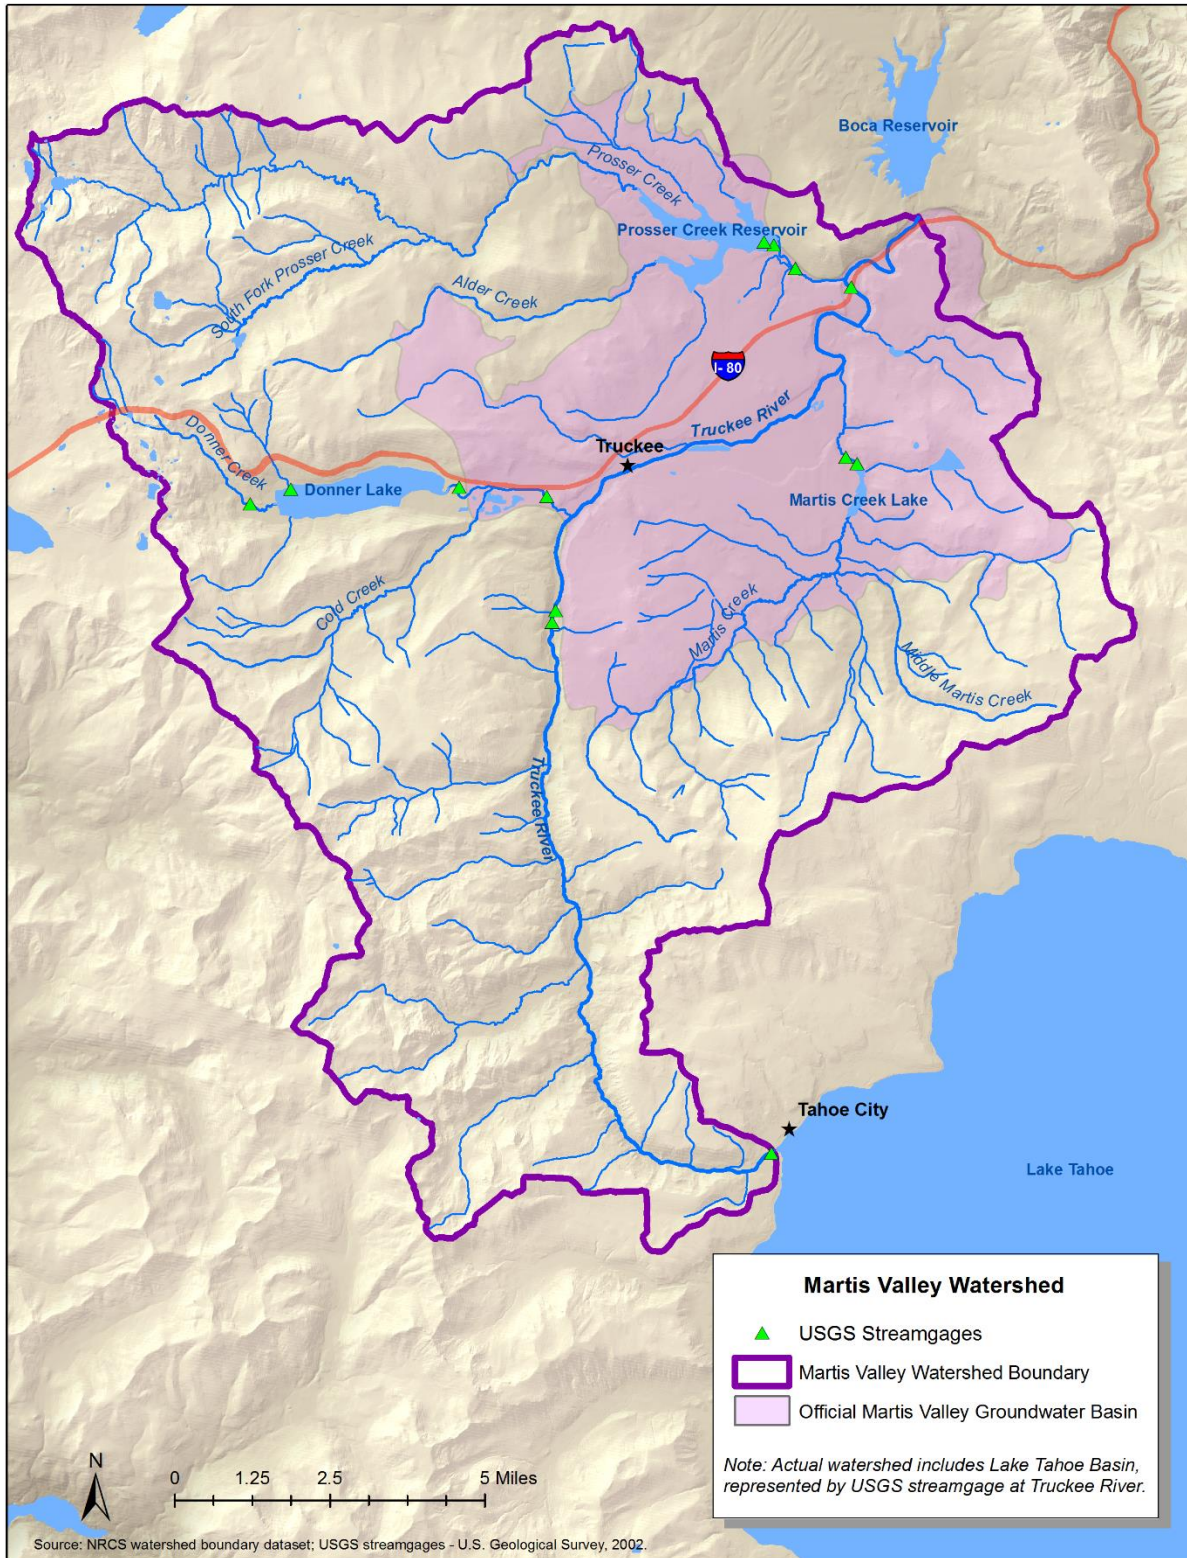 Boca Reservoir
Prosser Creek
Prosser Creek Reservoir
South Fork Prosser Creek
Alder Creek
I-80
Truckee River
Truckee
Donner Creek
Donner Lake
Martis Creek Lake
Cold Creek
Martis Creek
Middle Martis Creek
Truckee River
Tahoe City
Lake Tahoe
Martis Valley Watershed
USGS Streamgages
Martis Valley Watershed Boundary
Official Martis Valley Groundwater Basin
Note: Actual watershed includes Lake Tahoe Basin,
represented by USGS streamgage at Truckee River.
N
0 1.25 2.5 5 Miles
Source: NRCS watershed boundary dataset; USGS streamgages - U.S. Geological Survey, 2002.